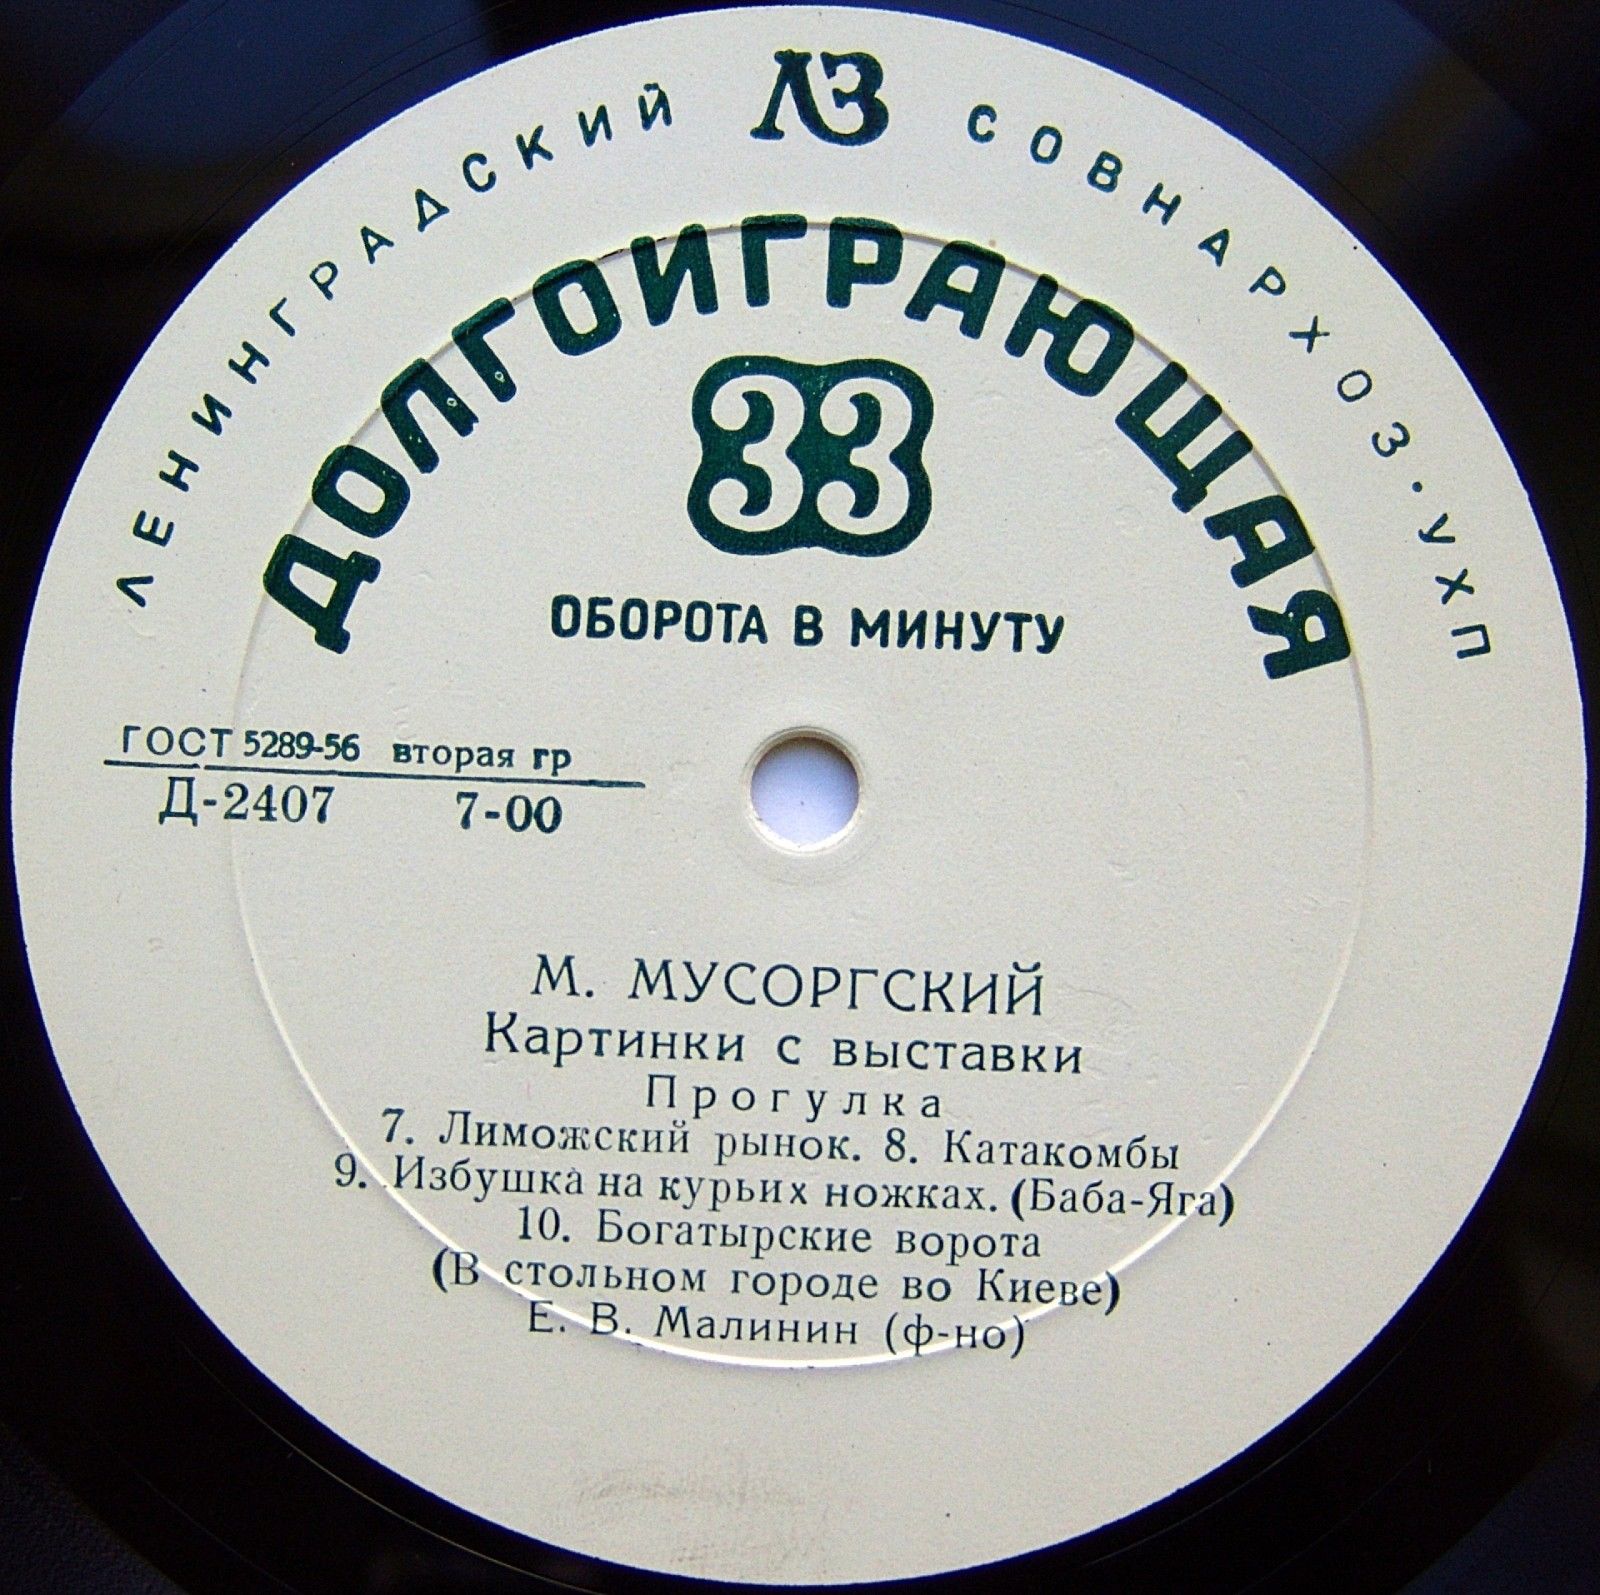 ЛЕНИНГРАДСКИЙ ЛЗ СОВНАРХОЗ · УХП
ДОЛГОИГРАЮЩАЯ
33
ОБОРОТА В МИНУТУ
ГОСТ 5289-56 вторая гр
Д-2407 7-00
М. МУСОРГСКИЙ
Картинки с выставки
Прогулка
7. Лиможский рынок. 8. Катакомбы
9. Избушка на курьих ножках. (Баба-Яга)
10. Богатырские ворота
(В стольном городе во Киеве)
Е. В. Малинин (ф-но)